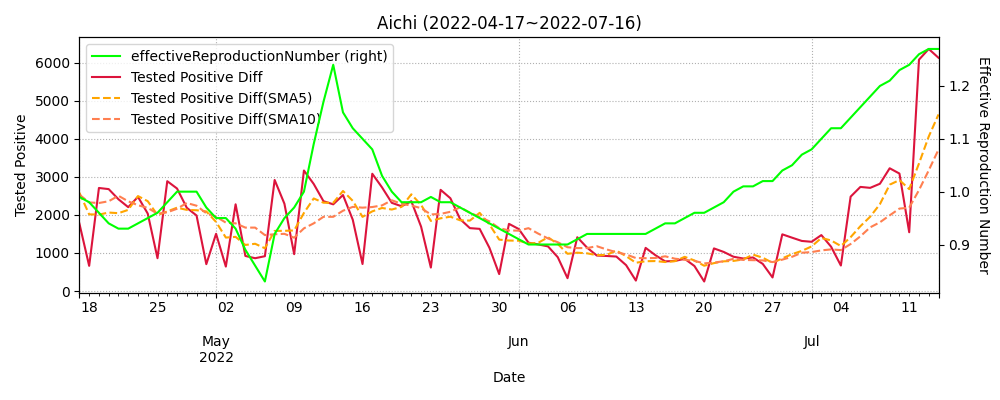 Aichi (2022-04-17~2022-07-16)
effectiveReproductionNumber (right)
Tested Positive Diff
Tested Positive Diff(SMA5)
Tested Positive Diff(SMA10)
Tested Positive
6000
5000
4000
3000
2000
1000
0
1.2
1.1
1.0
0.9
Effective Reproduction Number
18 25 02 09 16 23 30 06 13 20 27 04 11
May Jun Jul
2022
Date